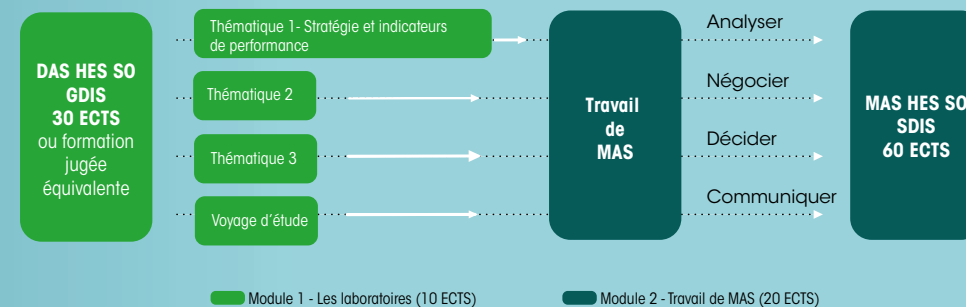 DAS HES SO
GDIS
30 ECTS
ou formation
jugée
équivalente
Thématique 1- Stratégie et indicateurs
de performance
Thématique 2
Thématique 3
Voyage d'étude
Travail
de
MAS
Analyser
Négocier
Décider
Communiquer
MAS HES SO
SDIS
60 ECTS
Module 1 - Les laboratoires (10 ECTS)
Module 2 - Travail de MAS (20 ECTS)